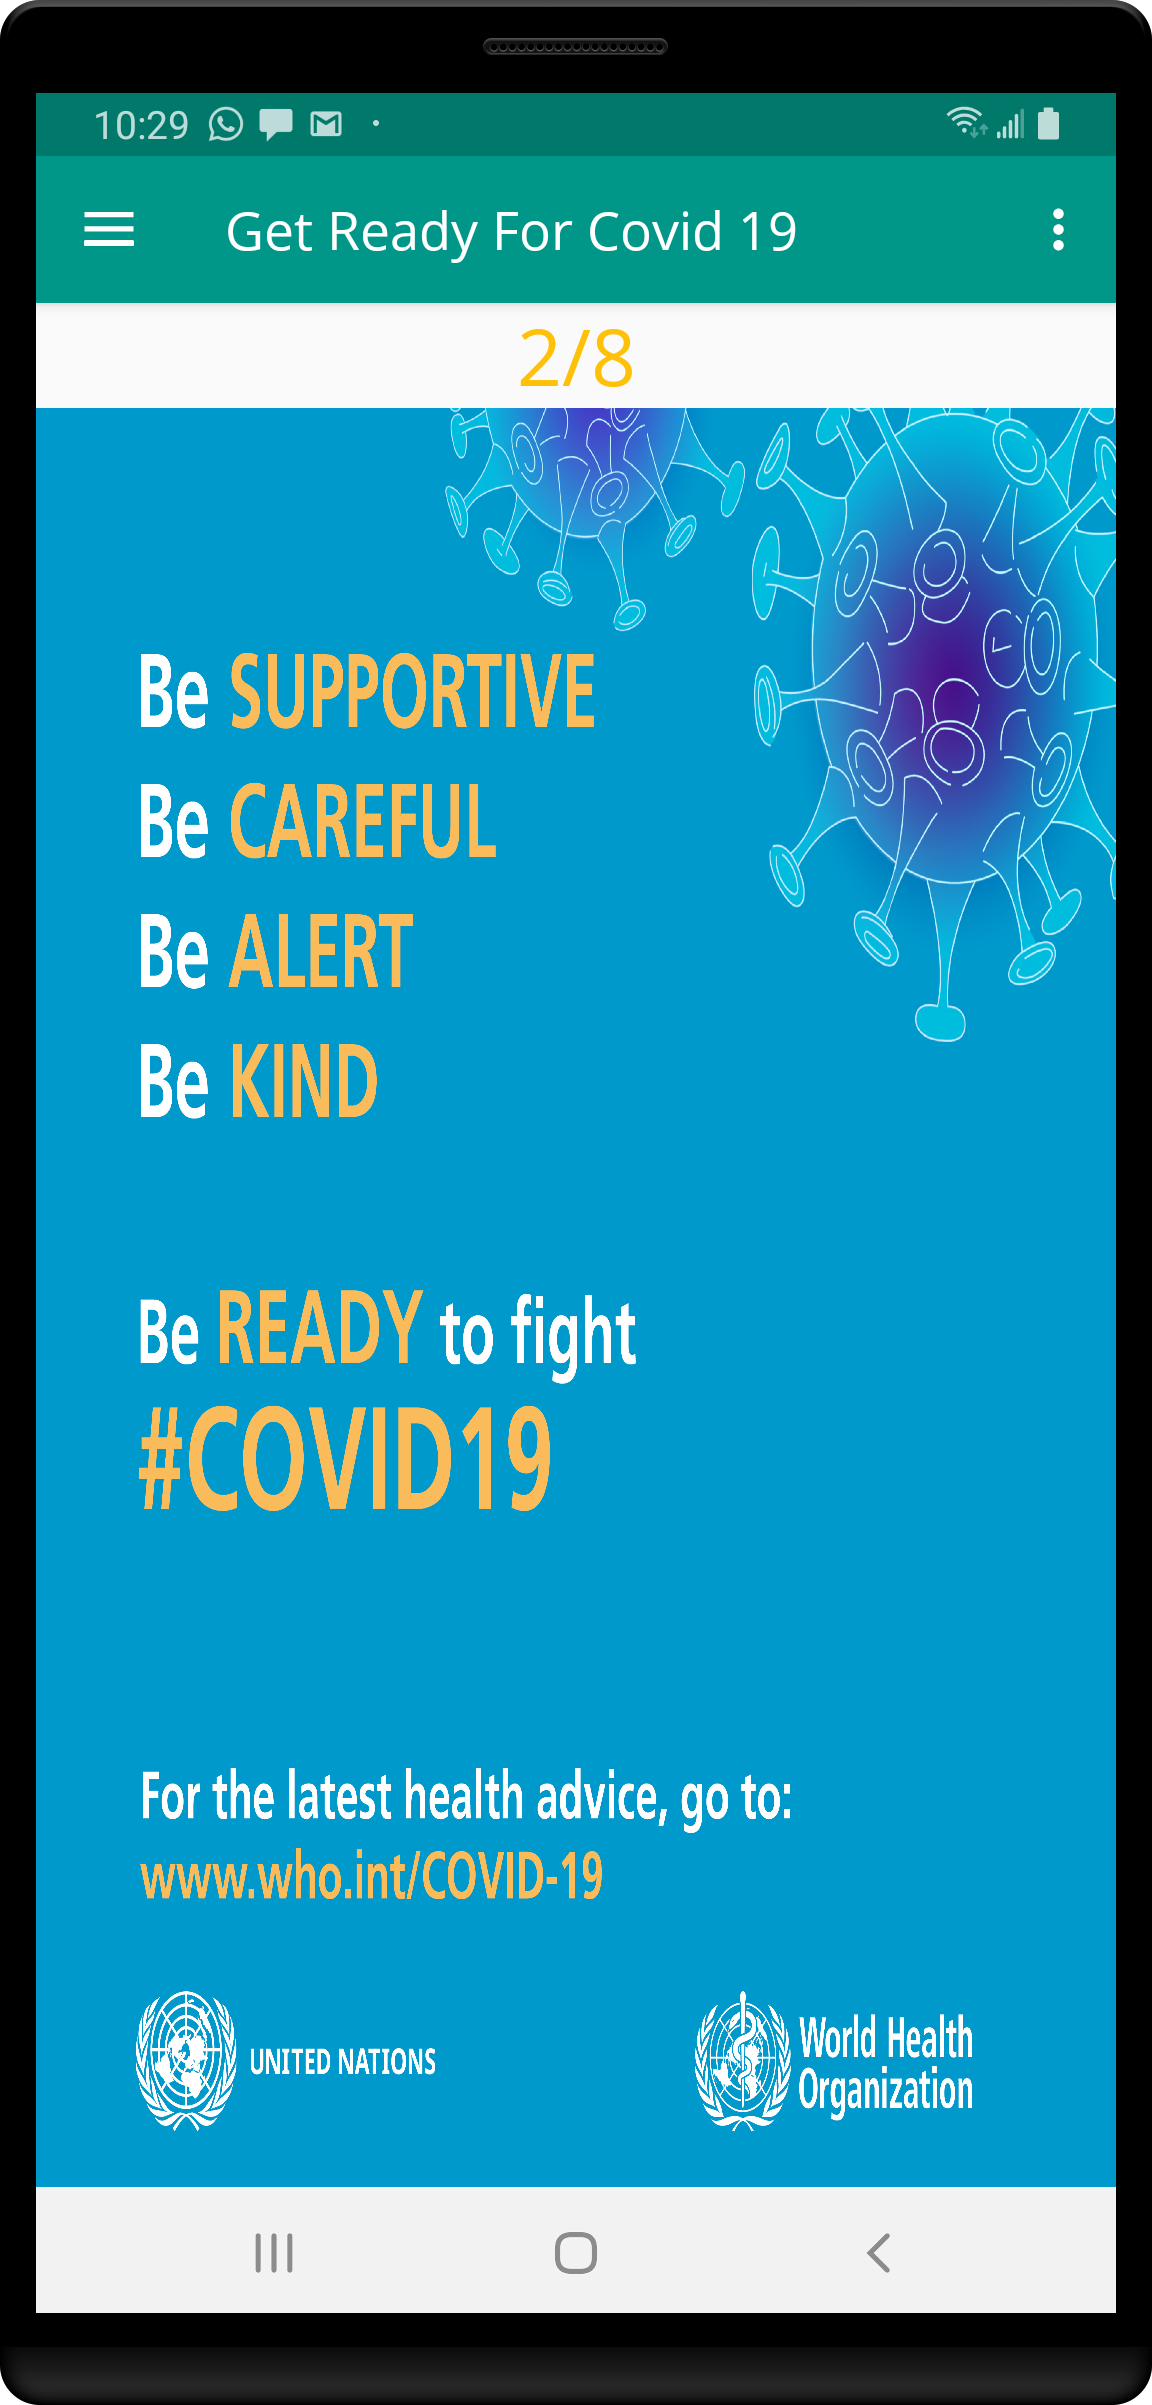 10:29
Get Ready For Covid 19
2/8
Be SUPPORTIVE
Be CAREFUL
Be ALERT
Be KIND
Be READY to fight
#COVID19
For the latest health advice, go to:
www.who.int/COVID-19
UNITED NATIONS
World Health
Organization